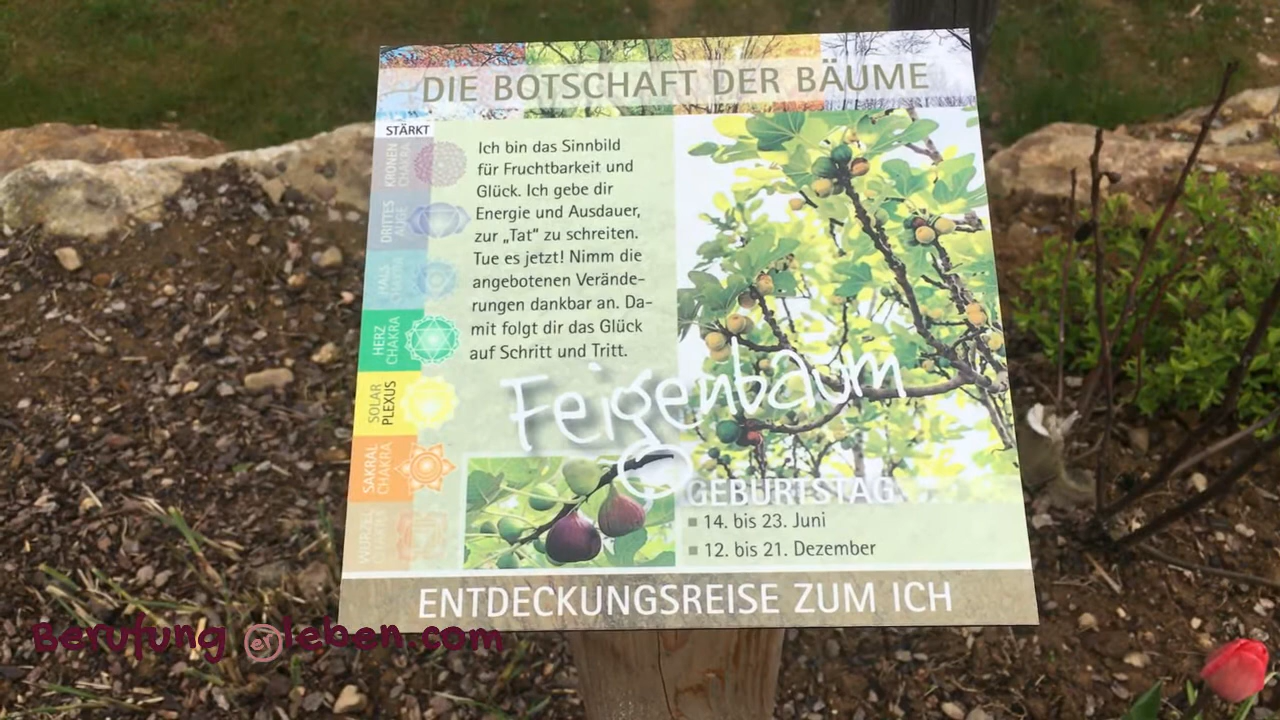 DIE BOTSCHAFT DER BÄUME
STÄRKT
KRONEN
CHAKRA
DRITTES
AUGE
HALS
CHAKRA
HERZ
CHAKRA
SOLAR
PLEXUS
SAKRAL
CHAKRA
WURZEL
CHAKRA
Ich bin das Sinnbild
für Fruchtbarkeit und
Glück. Ich gebe dir
Energie und Ausdauer,
zur „Tat“ zu schreiten.
Tue es jetzt! Nimm die
angebotenen Verände-
rungen dankbar an. Da-
mit folgt dir das Glück
auf Schritt und Tritt.
Feigenbaum
GEBURTSTAG
14. bis 23. Juni
12. bis 21. Dezember
ENTDECKUNGSREISE ZUM ICH
Berufung erleben.com